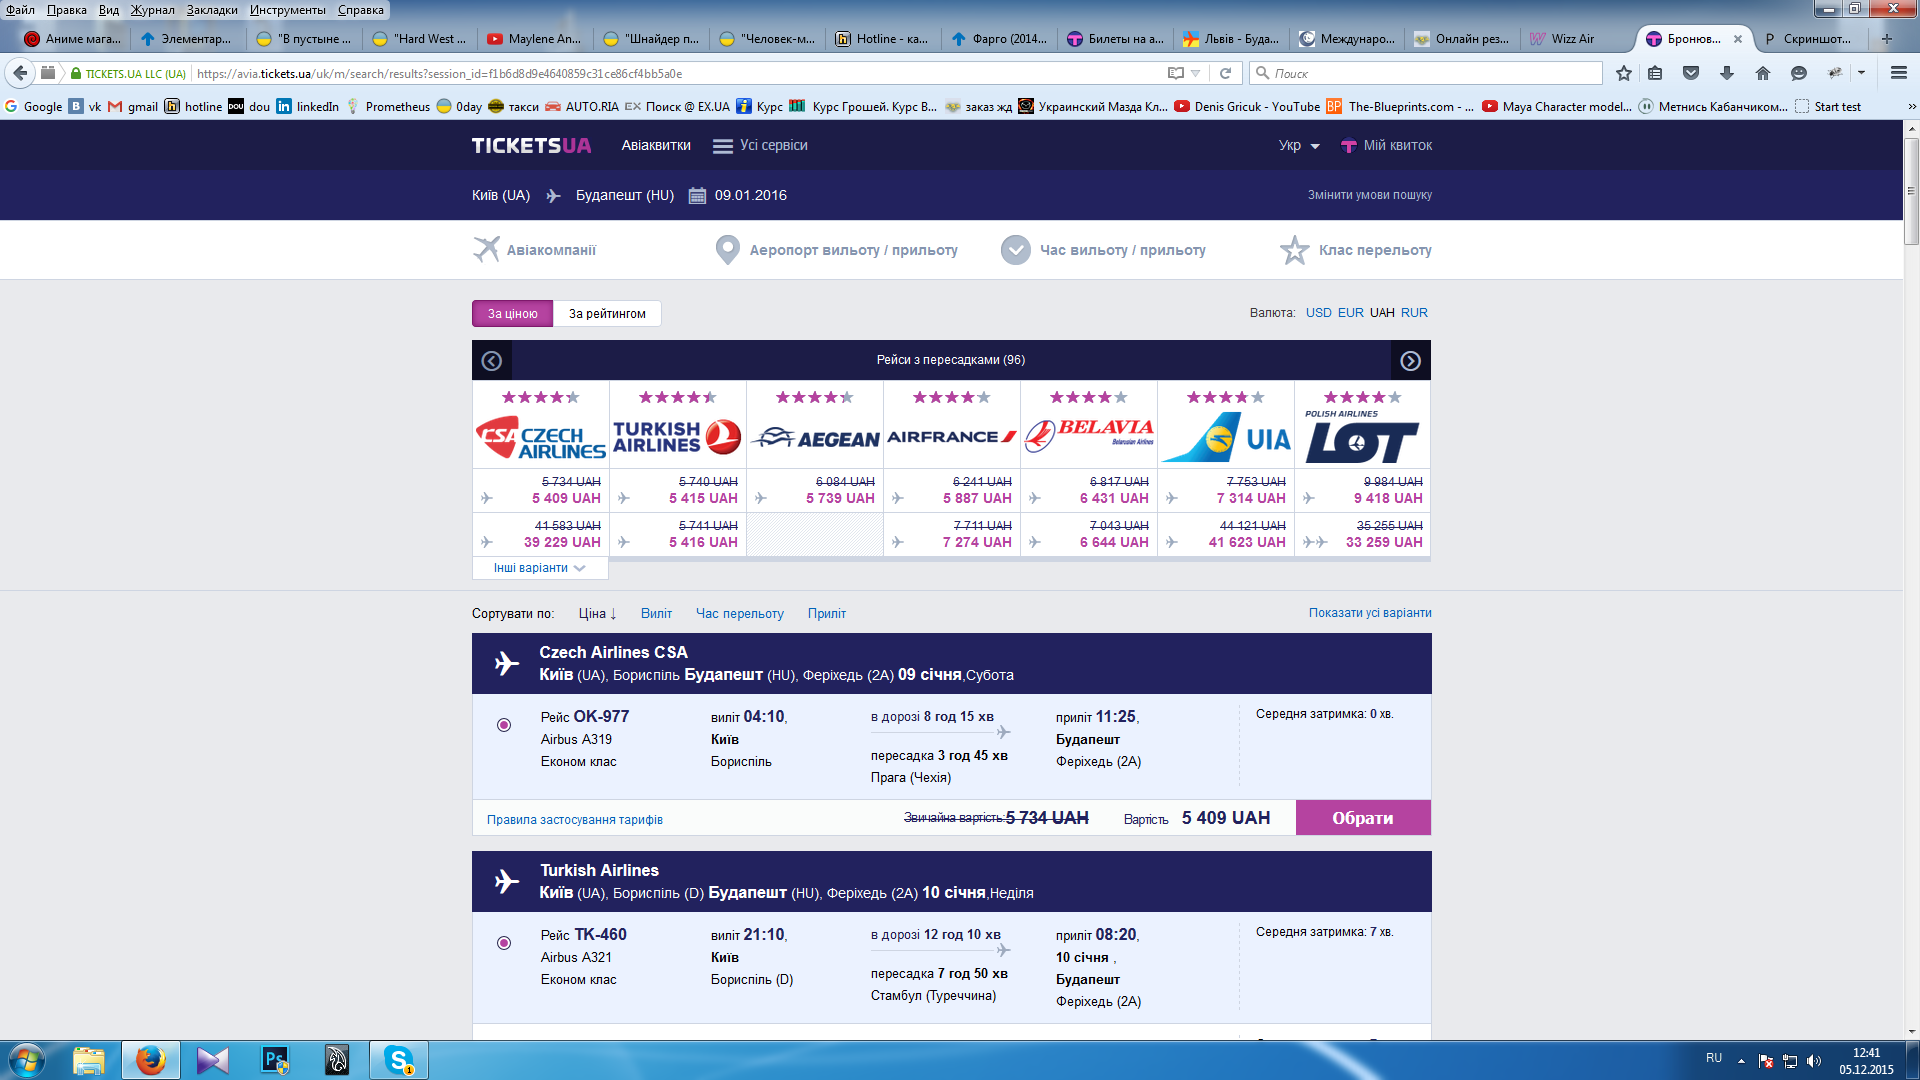 Файл Правка Вид Журнал Закладки Инструменты Справка
Аниме мага... Элементар... "В пустыне ... "Hard West ... Maylene An... "Шнайдер п... "Человек-м... Hotline - ка... Фарго (2014... Билеты на а... Львів - Буда... Междунаро... Онлайн рез... Wizz Air Бронюв... Скриншот...
TICKETS.UA LLC (UA) https://avia.tickets.ua/uk/m/search/results?session_id=f1b6d8d9e4640859c31ce86cf4bb5a0e Поиск
Google vk gmail hotline dou linkedIn Prometheus 0day такси AUTO.RIA Поиск @ EX.UA Курс Курс Грошей. Курс В... заказ жд Украинский Мазда Кл... Denis Gricuk - YouTube The-Blueprints.com - ... Maya Character model... Метнись Кабанчиком... Start test
TICKETSUA Авіаквитки Усі сервіси Укр Мій квиток
Київ (UA) Будапешт (HU) 09.01.2016 Змінити умови пошуку
Авіакомпанії Аеропорт вильоту / прильоту Час вильоту / прильоту Клас перельоту
За ціною За рейтингом Валюта: USD EUR UAH RUR
Рейси з пересадками (96)
CSA CZECH AIRLINES TURKISH AIRLINES AEGEAN AIRFRANCE BELAVIA Belarusian Airlines UIA POLISH AIRLINES LOT
5 734 UAH 5 740 UAH 6 084 UAH 6 241 UAH 6 817 UAH 7 753 UAH 9 984 UAH
5 409 UAH 5 415 UAH 5 739 UAH 5 887 UAH 6 431 UAH 7 314 UAH 9 418 UAH
41 583 UAH 5 741 UAH 7 711 UAH 7 043 UAH 44 121 UAH 35 255 UAH
39 229 UAH 5 416 UAH 7 274 UAH 6 644 UAH 41 623 UAH 33 259 UAH
Інші варіанти
Сортувати по: Ціна ↓ Виліт Час перельоту Приліт Показати усі варіанти
Czech Airlines CSA
Київ (UA), Бориспіль Будапешт (HU), Феріхедь (2A) 09 січня,Субота
Рейс OK-977 виліт 04:10, в дорозі 8 год 15 хв приліт 11:25, Середня затримка: 0 хв.
Airbus A319 Київ Будапешт
Економ клас Бориспіль пересадка 3 год 45 хв Феріхедь (2A)
Прага (Чехія)
Правила застосування тарифів Звичайна вартість:5 734 UAH Вартість 5 409 UAH Обрати
Turkish Airlines
Київ (UA), Бориспіль (D) Будапешт (HU), Феріхедь (2A) 10 січня,Неділя
Рейс TK-460 виліт 21:10, в дорозі 12 год 10 хв приліт 08:20, Середня затримка: 7 хв.
Airbus A321 Київ 10 січня ,
Економ клас Бориспіль (D) пересадка 7 год 50 хв Будапешт
Стамбул (Туреччина) Феріхедь (2A)
RU 12:41
05.12.2015